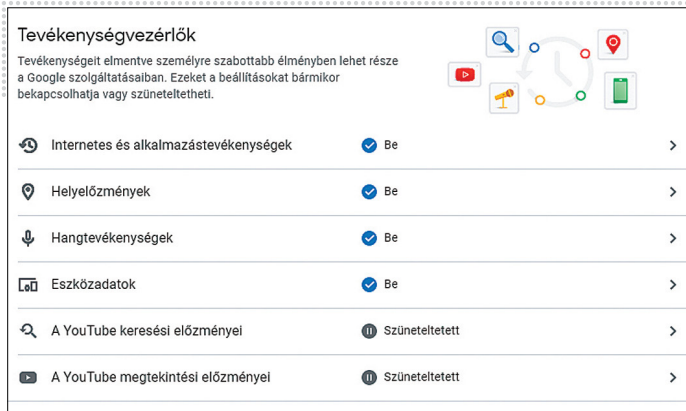 Tevékenységvezérlők
Tevékenységeit elmentve személyre szabottabb élményben lehet része
a Google szolgáltatásaiban. Ezeket a beállításokat bármikor
bekapcsolhatja vagy szüneteltetheti.
Internetes és alkalmazástevékenységek Be
Helyelőzmények Be
Hangtevékenységek Be
Eszközadatok Be
A YouTube keresési előzményei Szüneteltetett
A YouTube megtekintési előzményei Szüneteltetett